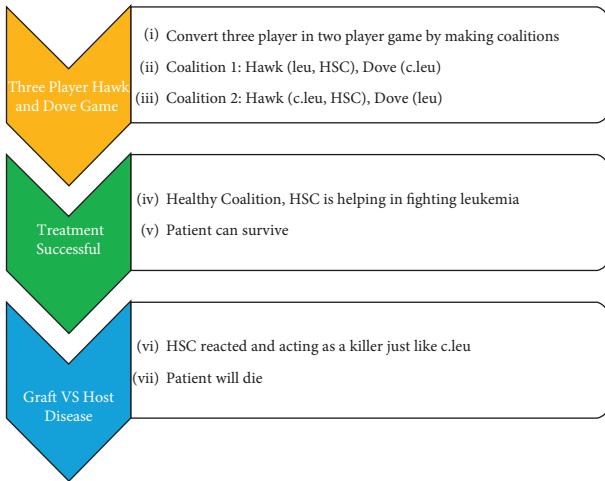 Three Player Hawk
and Dove Game
(i) Convert three player in two player game by making coalitions
(ii) Coalition 1: Hawk (leu, HSC), Dove (c.leu)
(iii) Coalition 2: Hawk (c.leu, HSC), Dove (leu)
Treatment
Successful
(iv) Healthy Coalition, HSC is helping in fighting leukemia
(v) Patient can survive
Graft VS Host
Disease
(vi) HSC reacted and acting as a killer just like c.leu
(vii) Patient will die